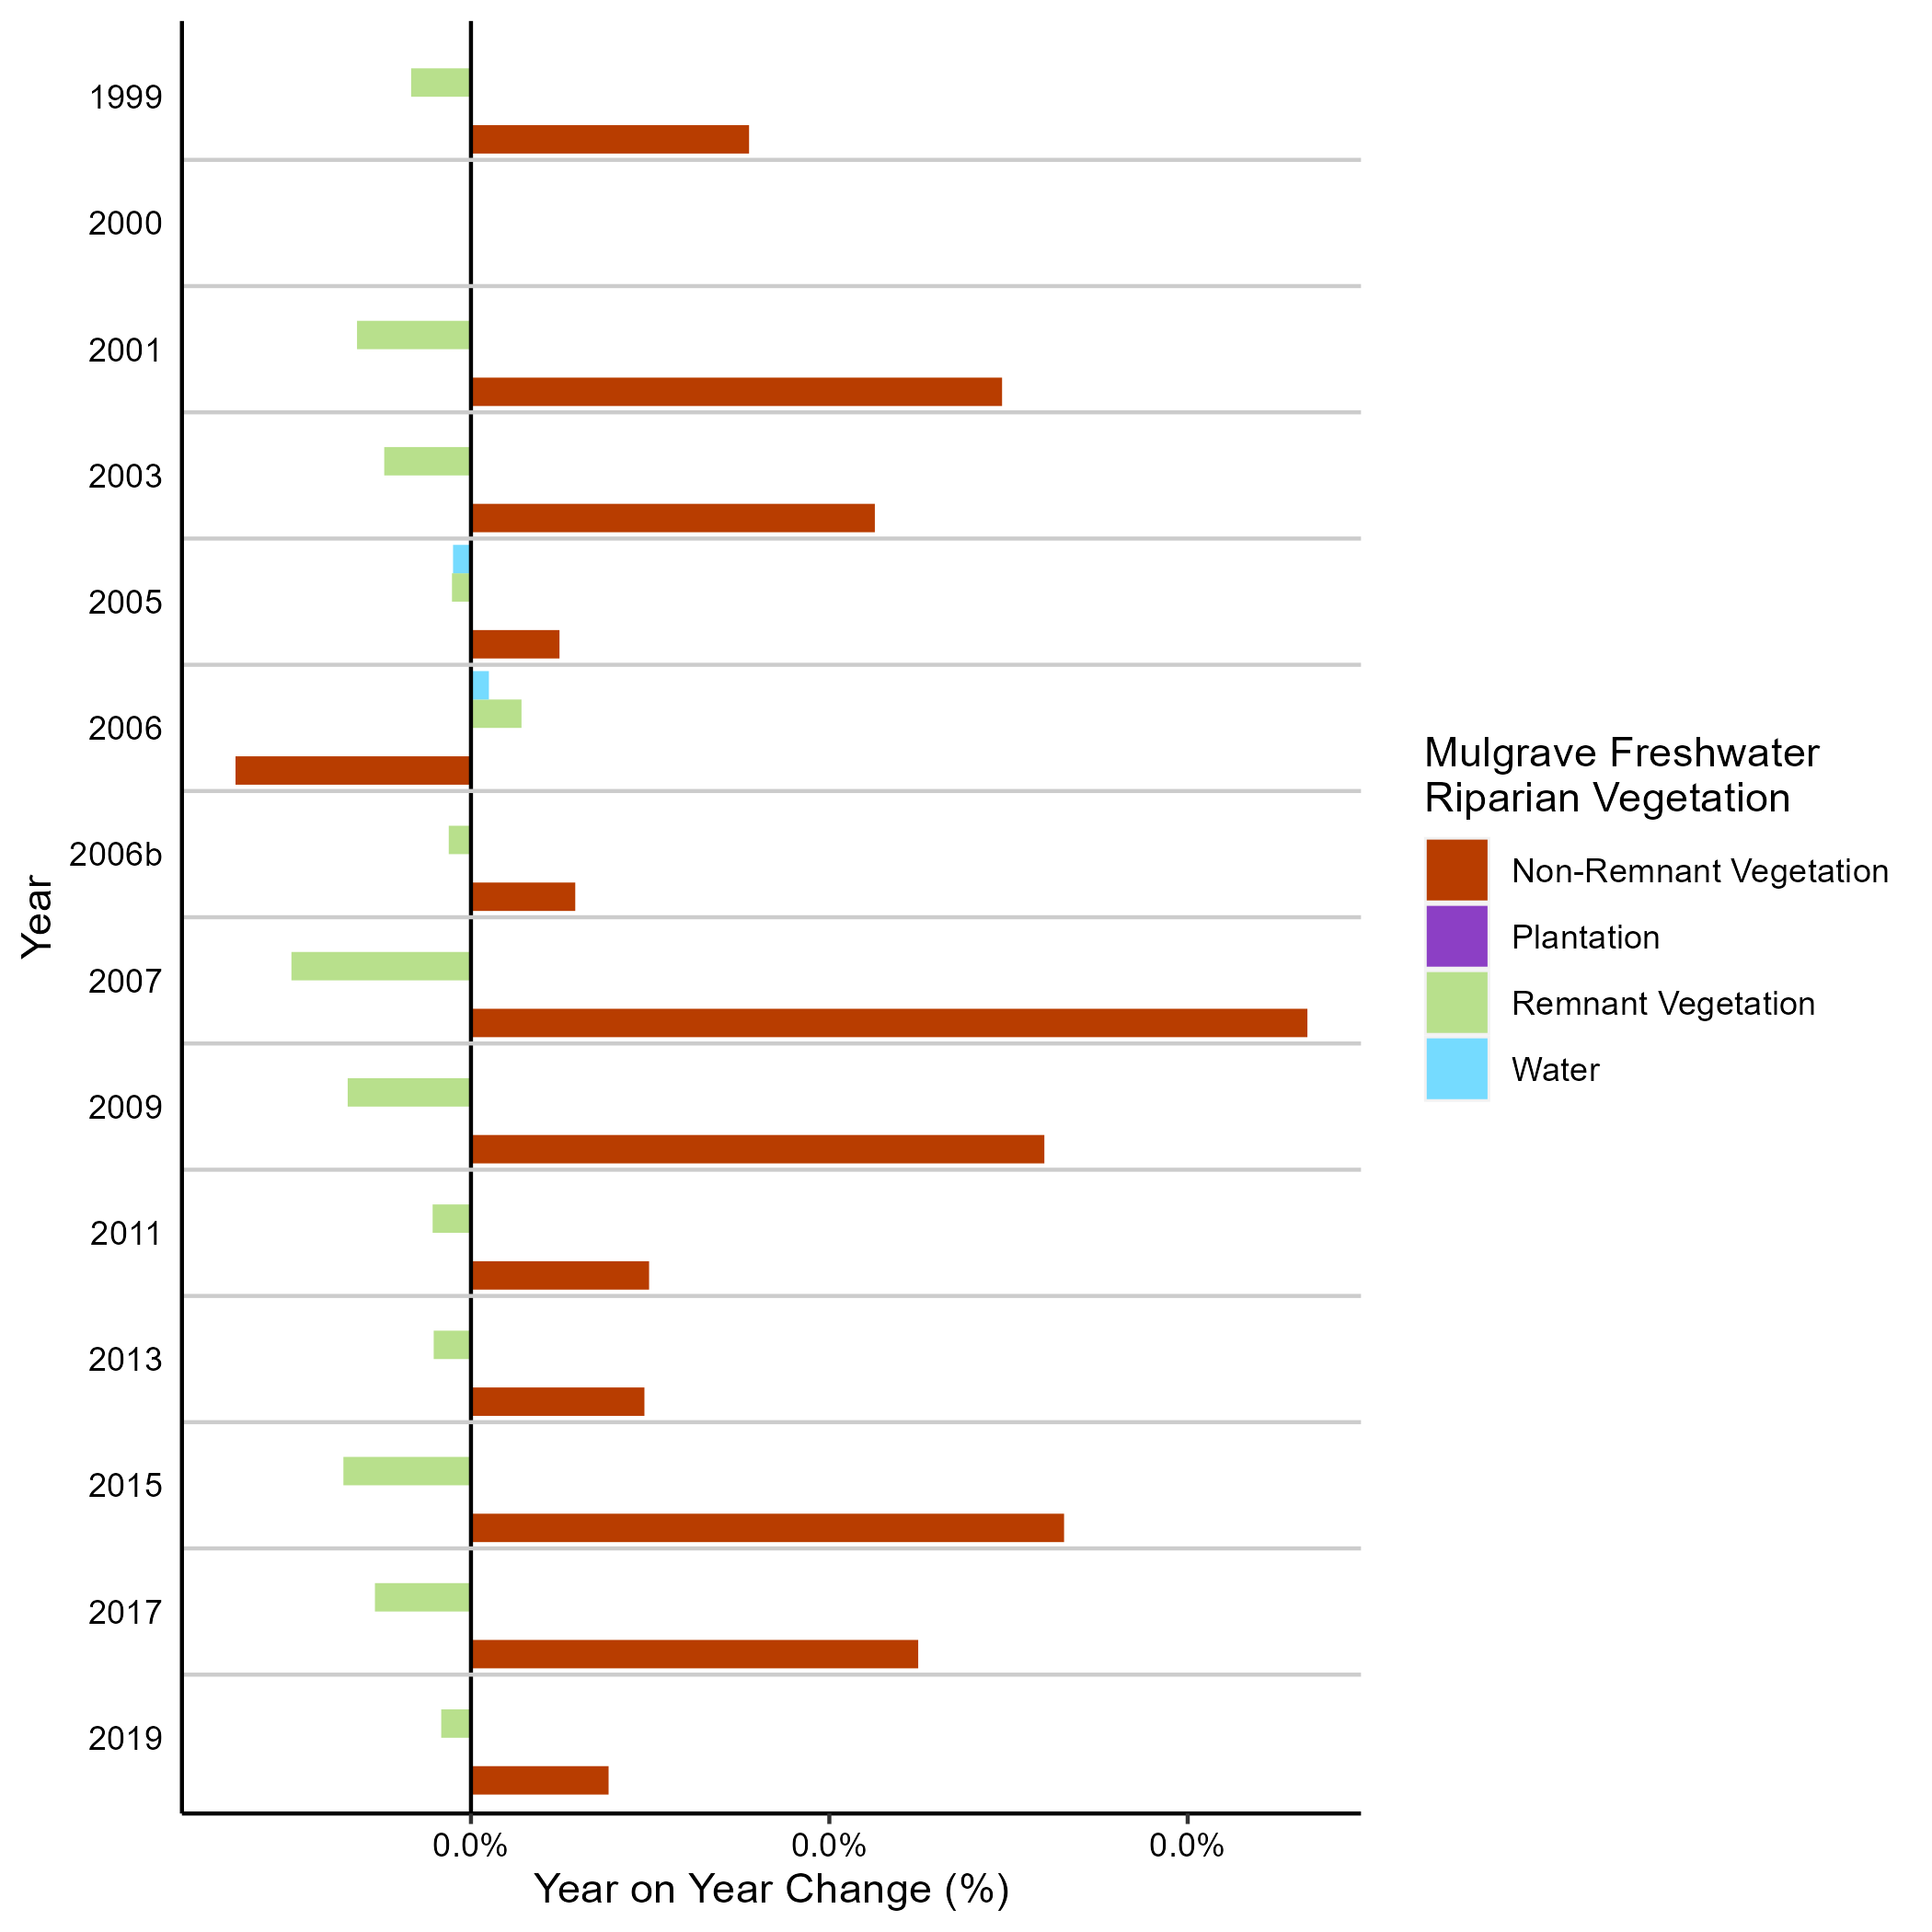 1999
2000
2001
2003
2005
2006
2006b
2007
2009
2011
2013
2015
2017
2019
Year
0.0%
0.0%
0.0%
Year on Year Change (%)
Mulgrave Freshwater
Riparian Vegetation
Non-Remnant Vegetation
Plantation
Remnant Vegetation
Water